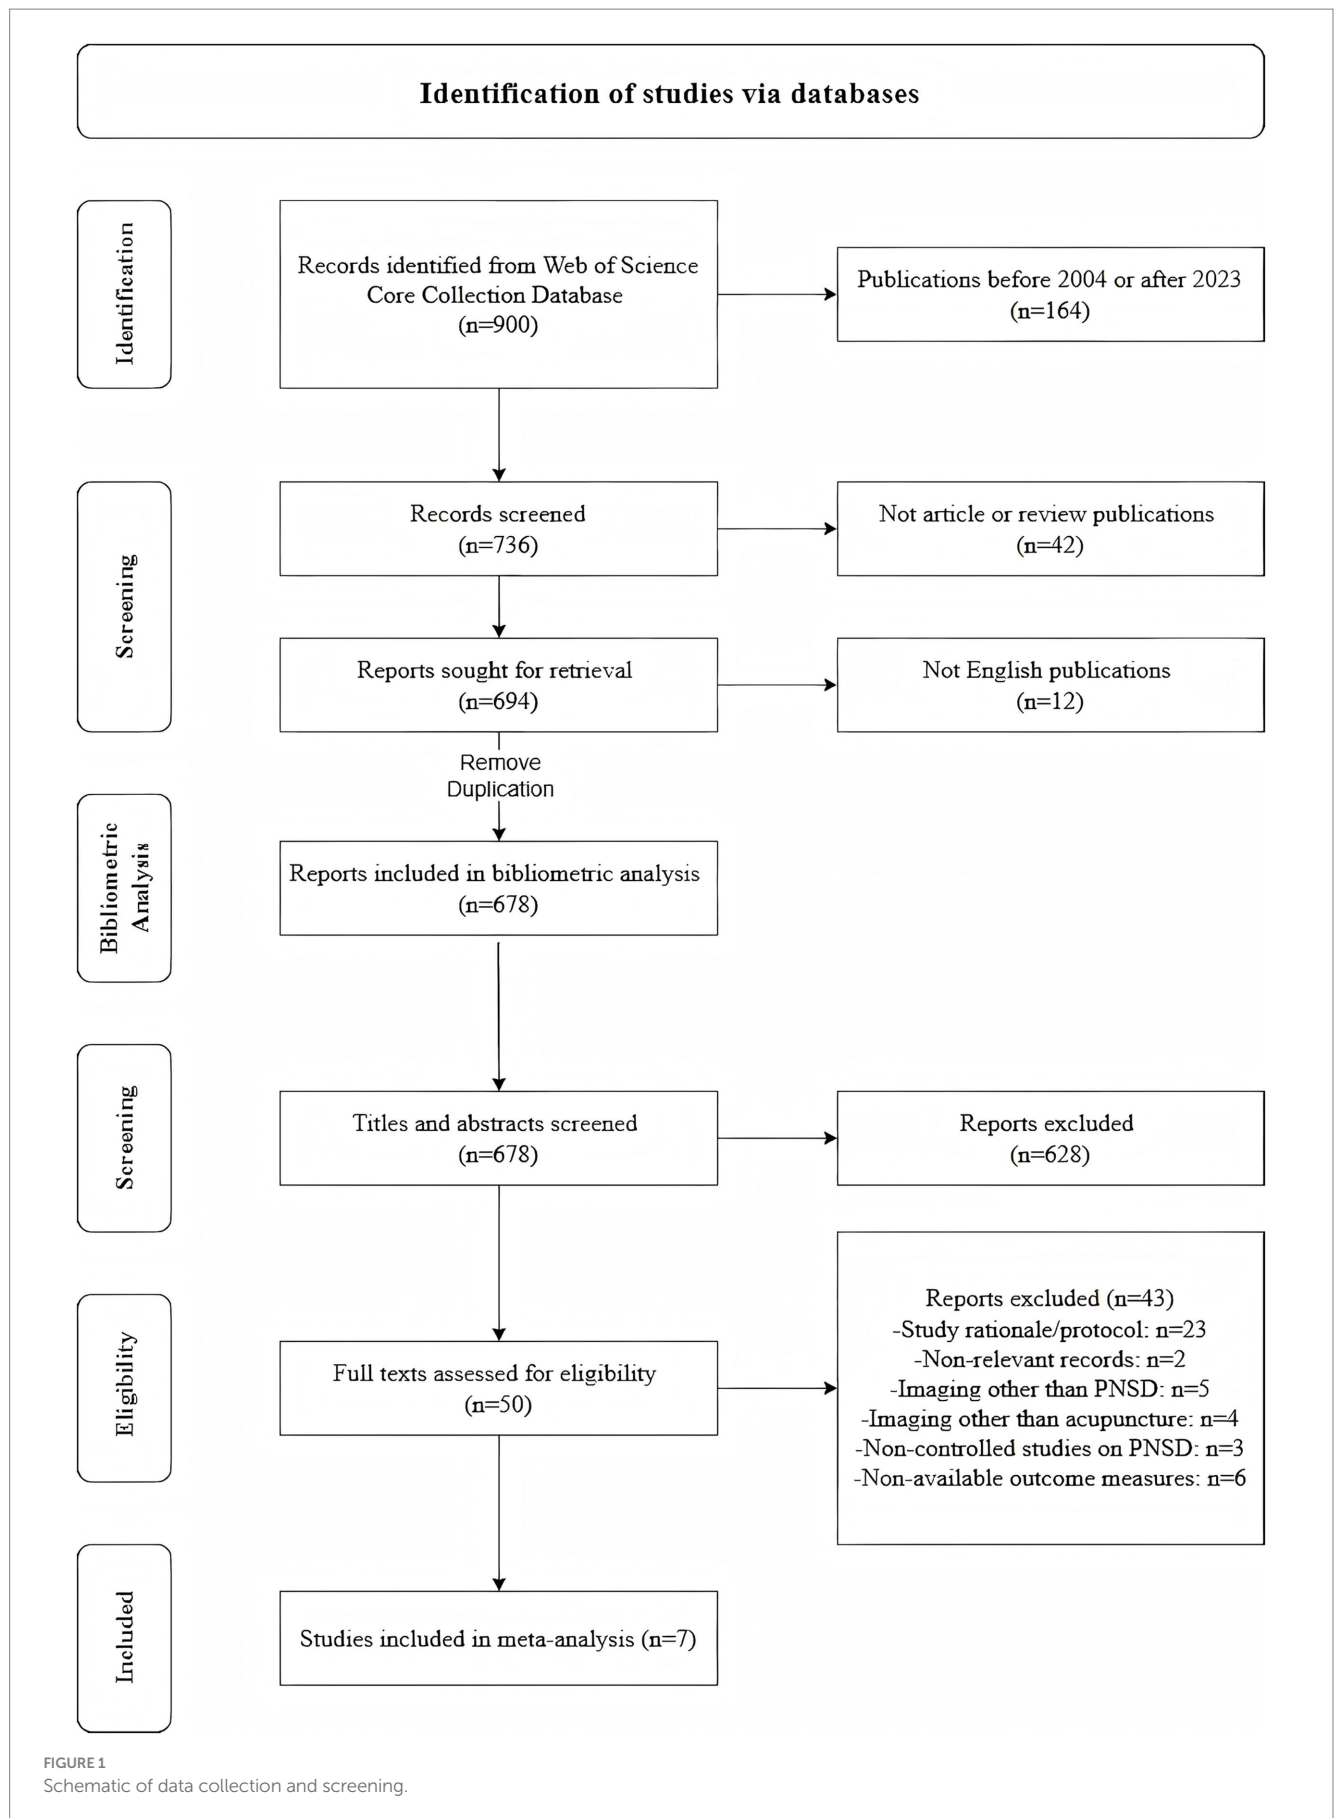 Identification of studies via databases
Identification
Records identified from Web of Science
Core Collection Database
(n=900)
Publications before 2004 or after 2023
(n=164)
Screening
Records screened
(n=736)
Not article or review publications
(n=42)
Reports sought for retrieval
(n=694)
Not English publications
(n=12)
Remove
Duplication
Bibliometric
Analysis
Reports included in bibliometric analysis
(n=678)
Screening
Titles and abstracts screened
(n=678)
Reports excluded
(n=628)
Eligibility
Full texts assessed for eligibility
(n=50)
Reports excluded (n=43)
-Study rationale/protocol: n=23
-Non-relevant records: n=2
-Imaging other than PNSD: n=5
-Imaging other than acupuncture: n=4
-Non-controlled studies on PNSD: n=3
-Non-available outcome measures: n=6
Included
Studies included in meta-analysis (n=7)
FIGURE 1
Schematic of data collection and screening.